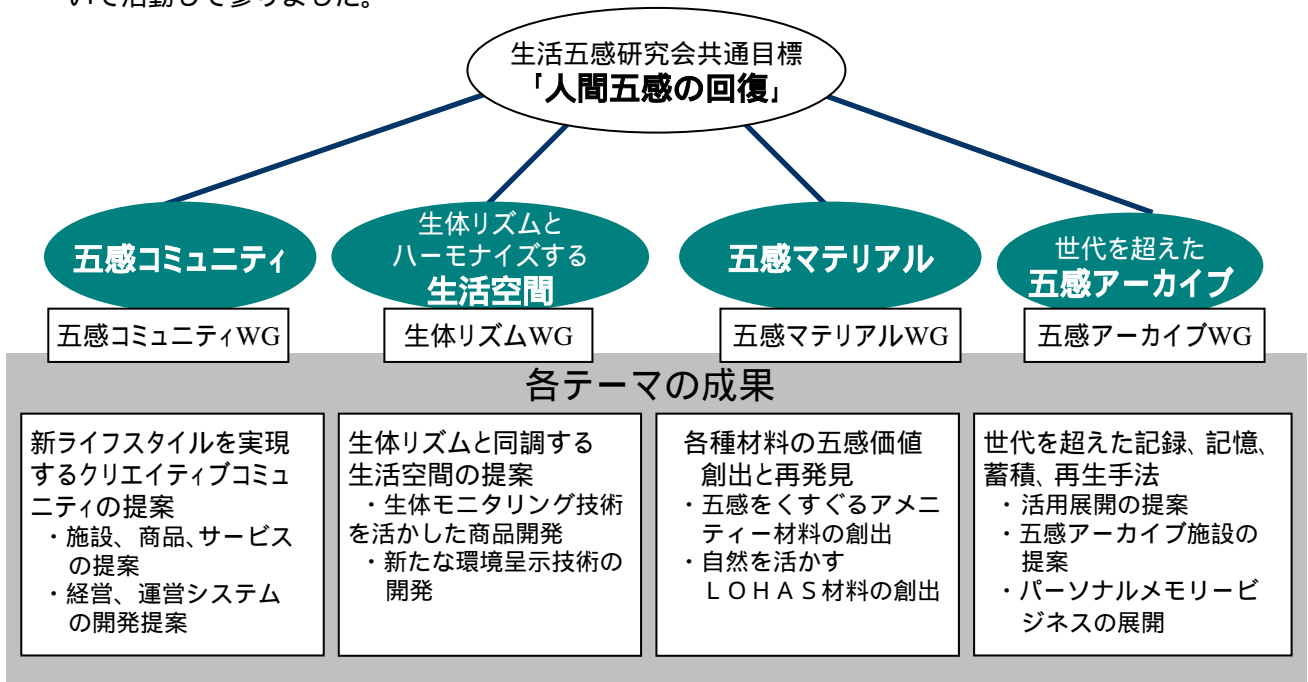 いて活動して参りました。
生活五感研究会共通目標
「人間五感の回復」
五感コミュニティ
生体リズムと
ハーモナイズする
生活空間
五感マテリアル
世代を超えた
五感アーカイブ
五感コミュニティWG
生体リズムWG
五感マテリアルWG
五感アーカイブWG
各テーマの成果
新ライフスタイルを実現
するクリエイティブコミュ
ニティの提案
・施設、商品、サービス
の提案
・経営、運営システム
の開発提案
生体リズムと同調する
生活空間の提案
・生体モニタリング技術
を活かした商品開発
・新たな環境呈示技術の
開発
各種材料の五感価値
創出と再発見
・五感をくすぐるアメニ
ティー材料の創出
・自然を活かす
ＬＯＨＡＳ材料の創出
世代を超えた記録、記憶、
蓄積、再生手法
・活用展開の提案
・五感アーカイブ施設の
提案
・パーソナルメモリービ
ジネスの展開